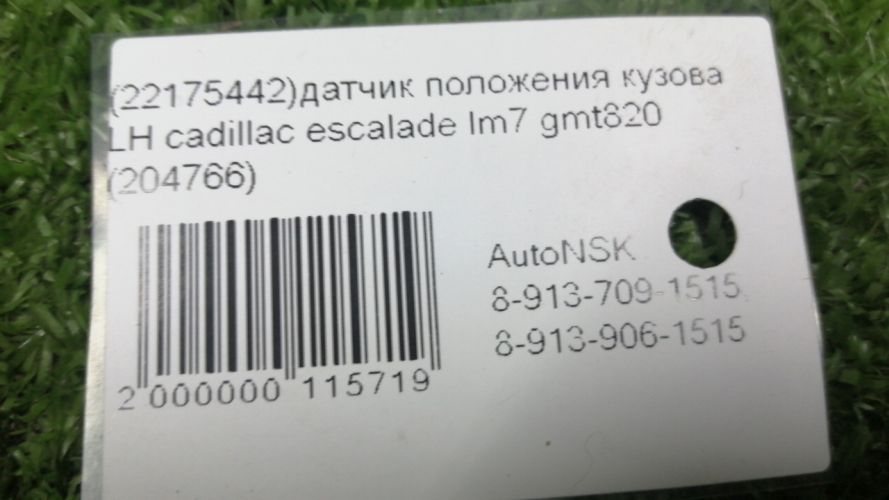 (22175442)датчик положения кузова
LH cadillac escalade lm7 gmt820
(204766)
AutoNSK
8-913-709-1515
8-913-906-1515
2 000000 115719